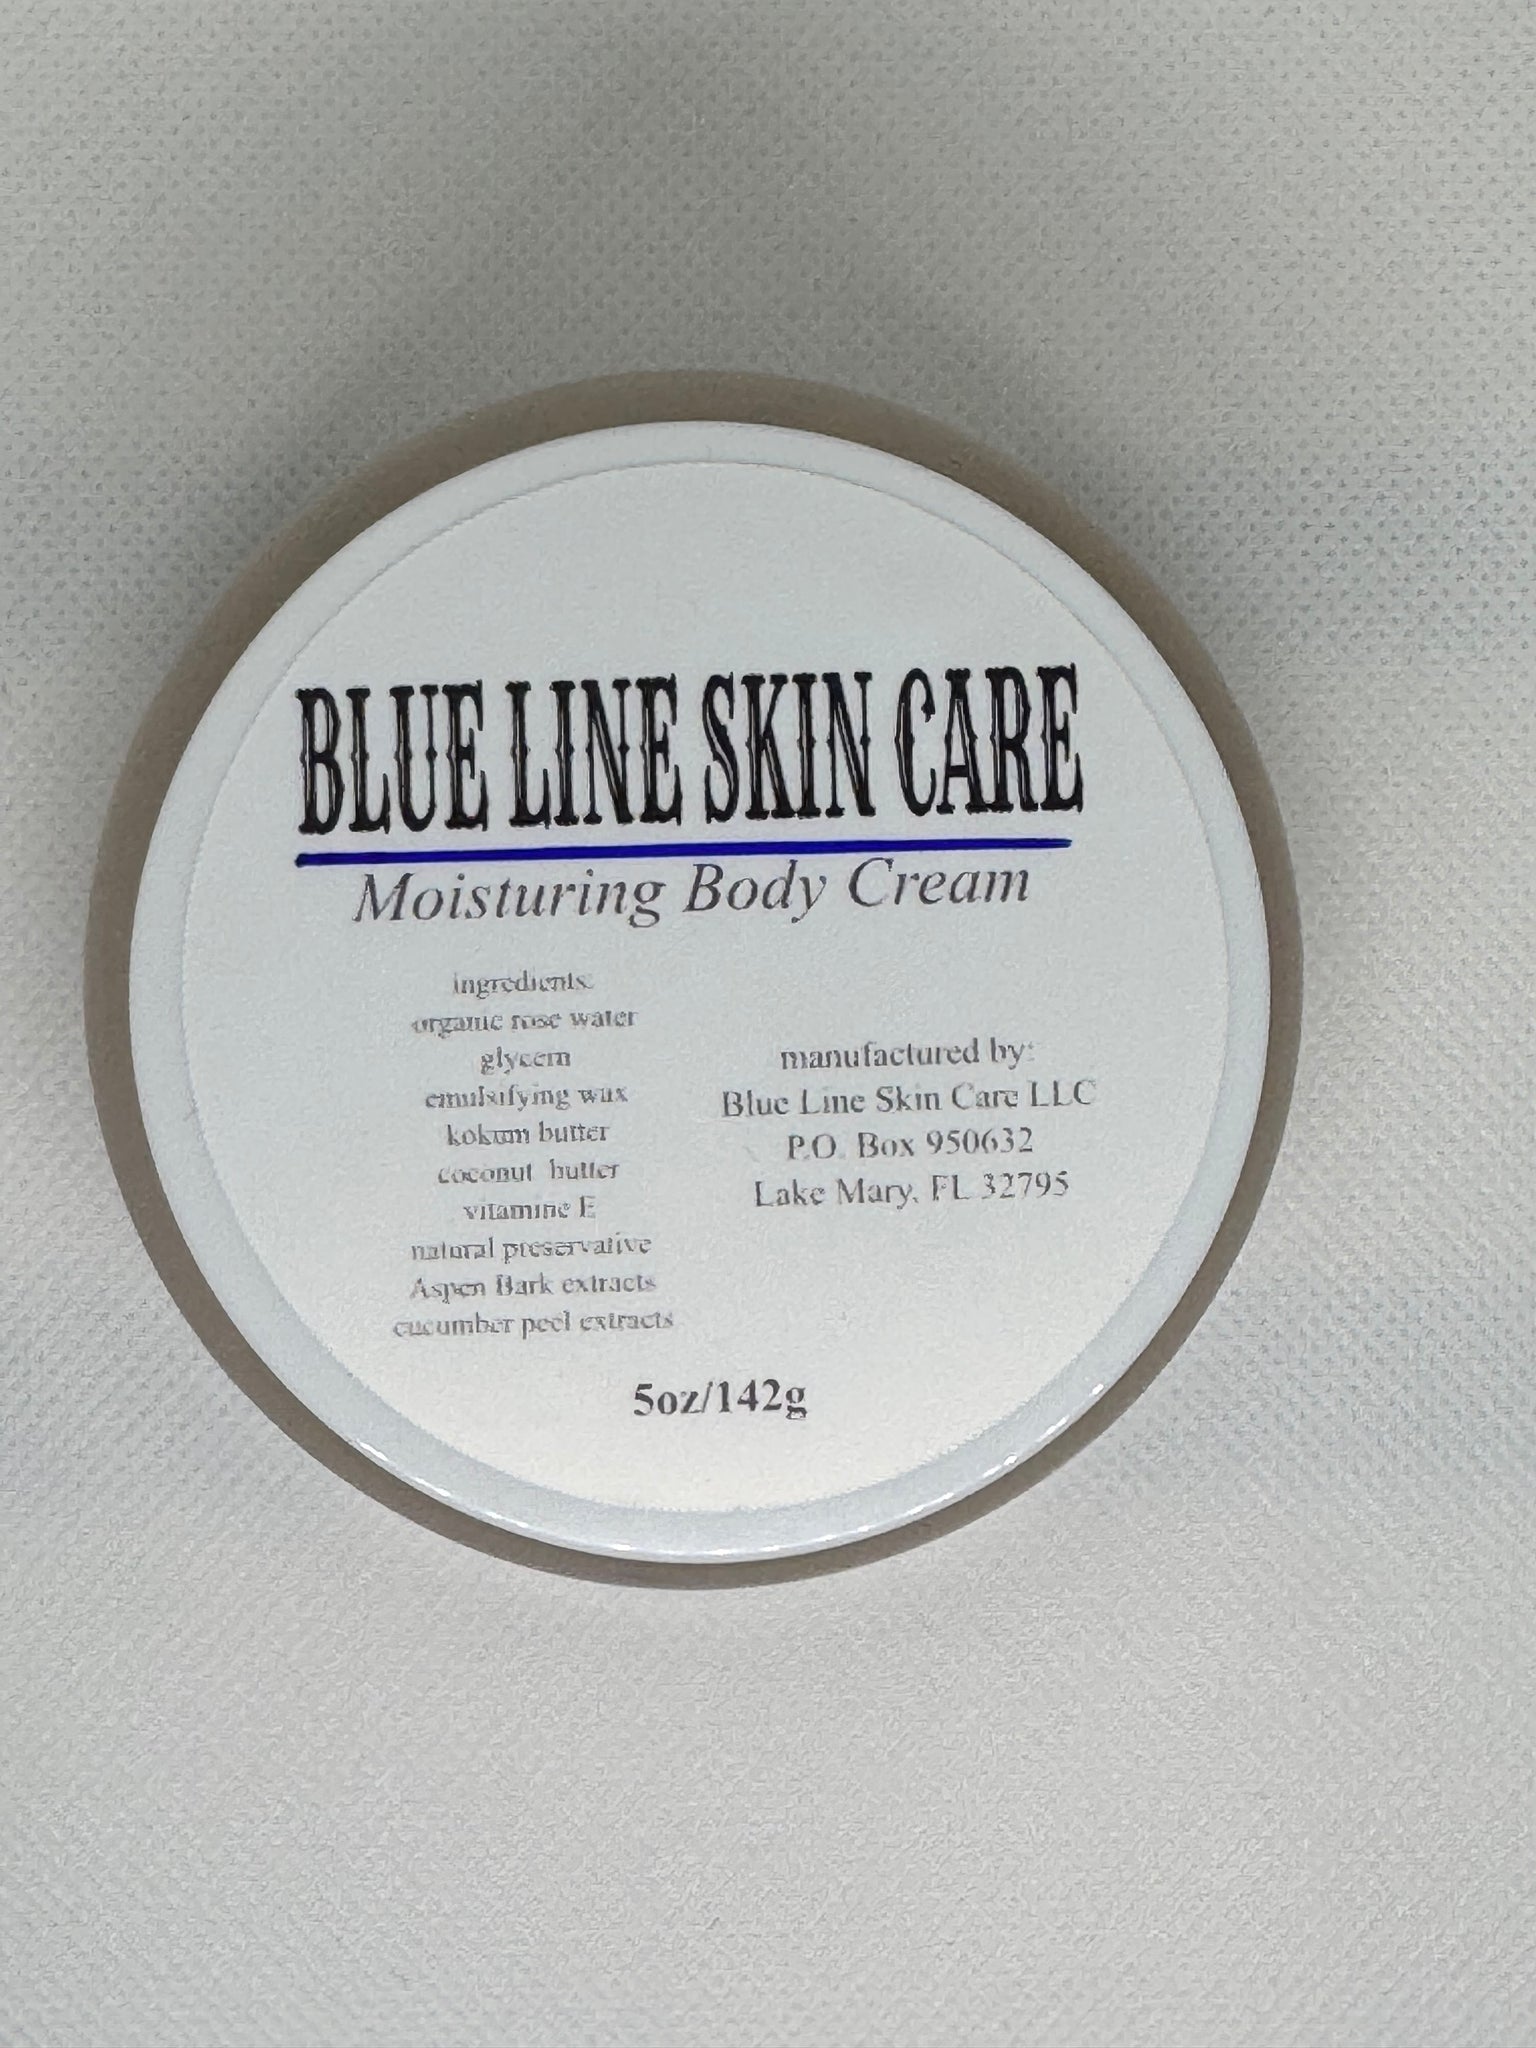 BLUE LINE SKIN CARE
Moisturing Body Cream
ingredients:
organic rose water
glycern
emulsifying wax
kokum butter
coconut butter
vitamine E
natural preservative
Aspen Bark extracts
cucumber peel extracts
manufactured by:
Blue Line Skin Care LLC
P.O. Box 950632
Lake Mary, FL 32795
5oz/142g